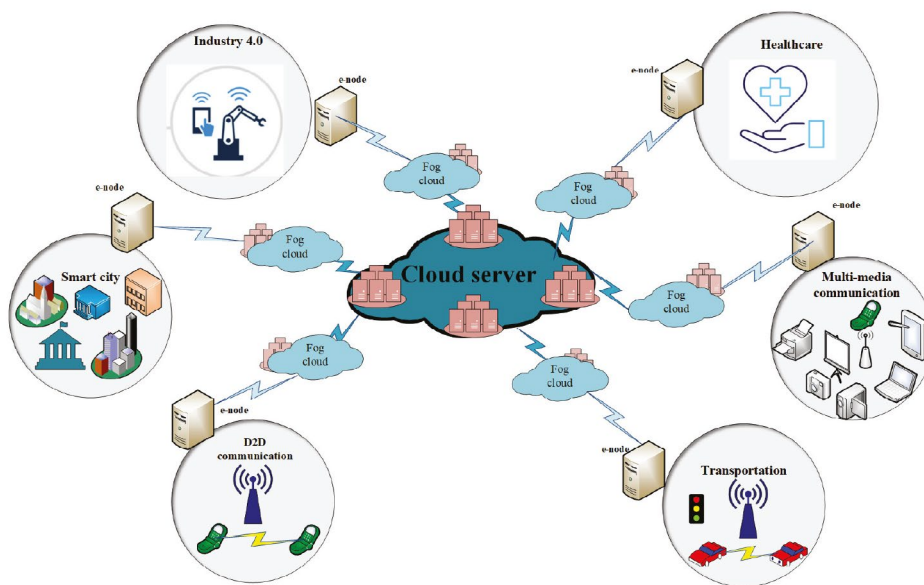 Industry 4.0
e-node
Healthcare
e-node
Fog
cloud
Fog
cloud
e-node
Smart city
Fog
cloud
Cloud server
e-node
Fog
cloud
Multi-media
communication
Fog
cloud
Fog
cloud
e-node
D2D
communication
e-node
Transportation